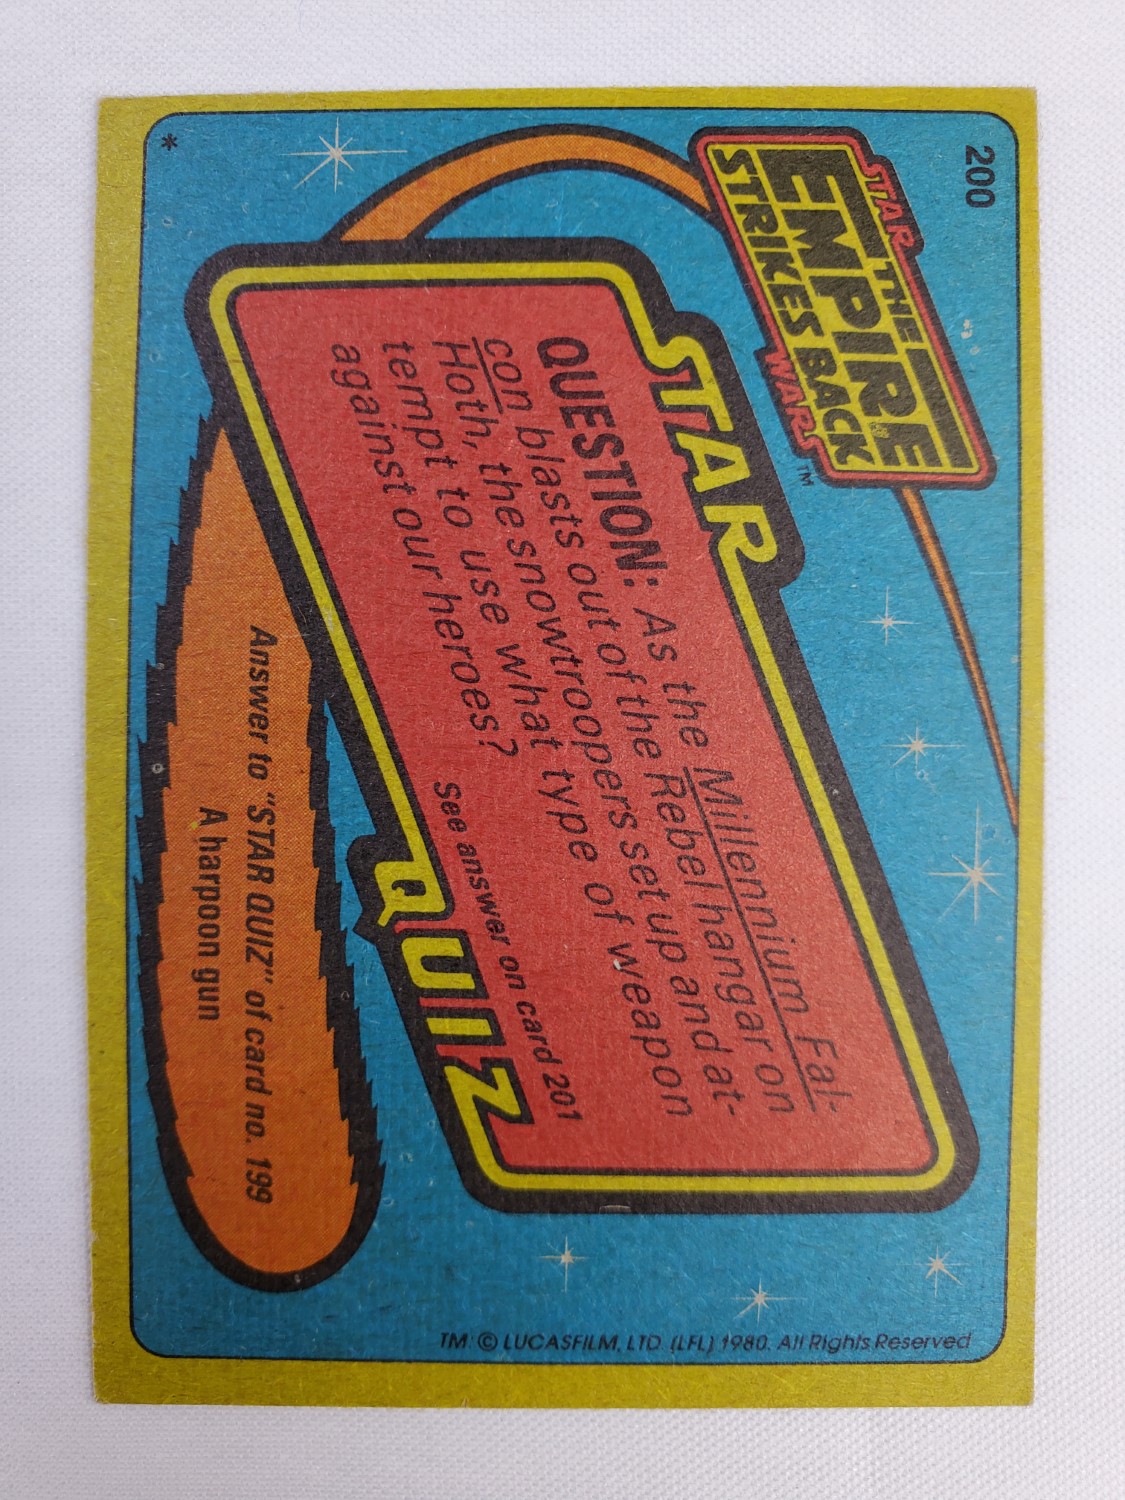 200
STAR
THE
EMPIRE
STRIKES BACK
WARS™
STAR
QUESTION: As the Millennium Fal-
con blasts out of the Rebel hangar on
Hoth, the snowtroopers set up and at-
tempt to use what type of weapon
against our heroes?
See answer on card 201
QUIZ
Answer to "STAR QUIZ" of card no. 199
A harpoon gun
*
TM © LUCASFILM, LTD. (LFL) 1980. All Rights Reserved